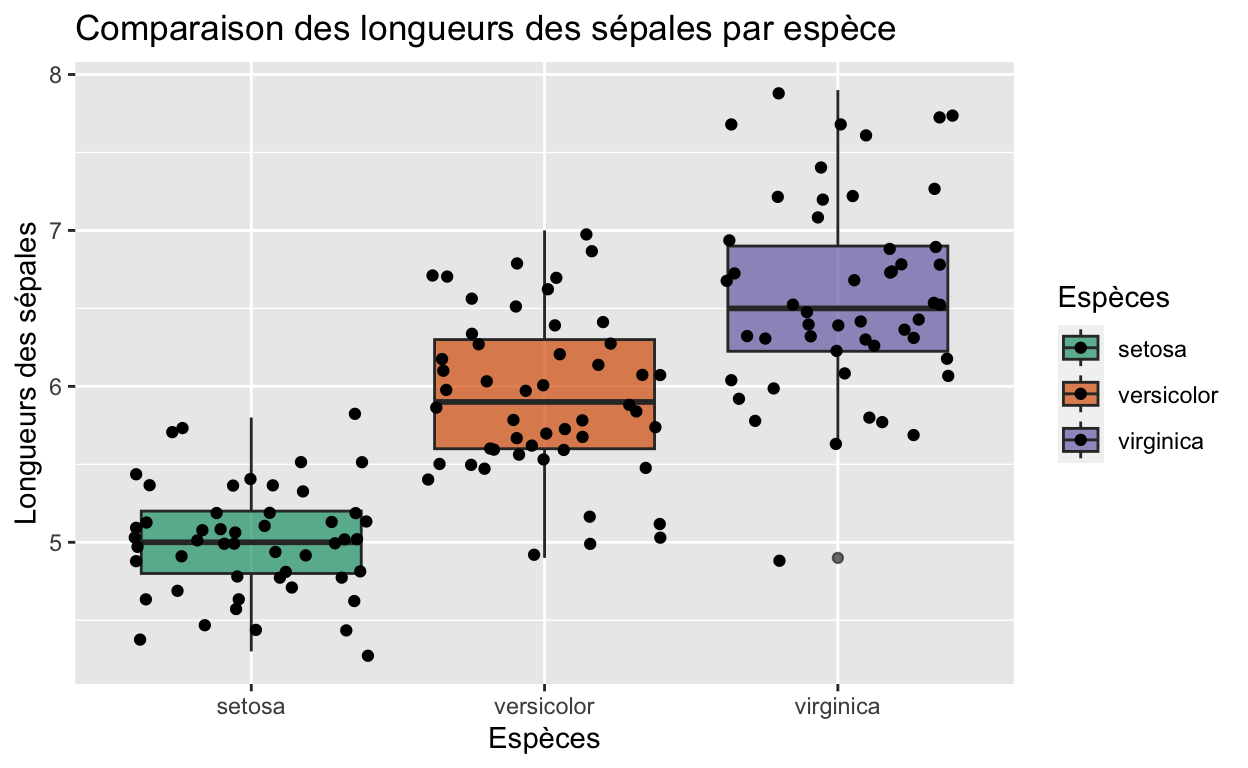 Comparaison des longueurs des sépales par espèce
Longueurs des sépales
8
7
6
5
setosa
versicolor
virginica
Espèces
Espèces
setosa
versicolor
virginica